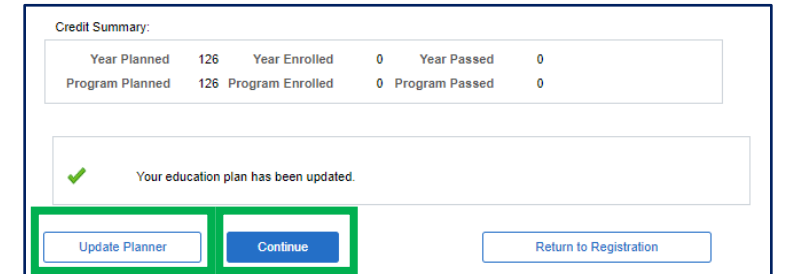 Credit Summary:
Year Planned 126 Year Enrolled 0 Year Passed 0
Program Planned 126 Program Enrolled 0 Program Passed 0
Your education plan has been updated.
Update Planner Continue Return to Registration